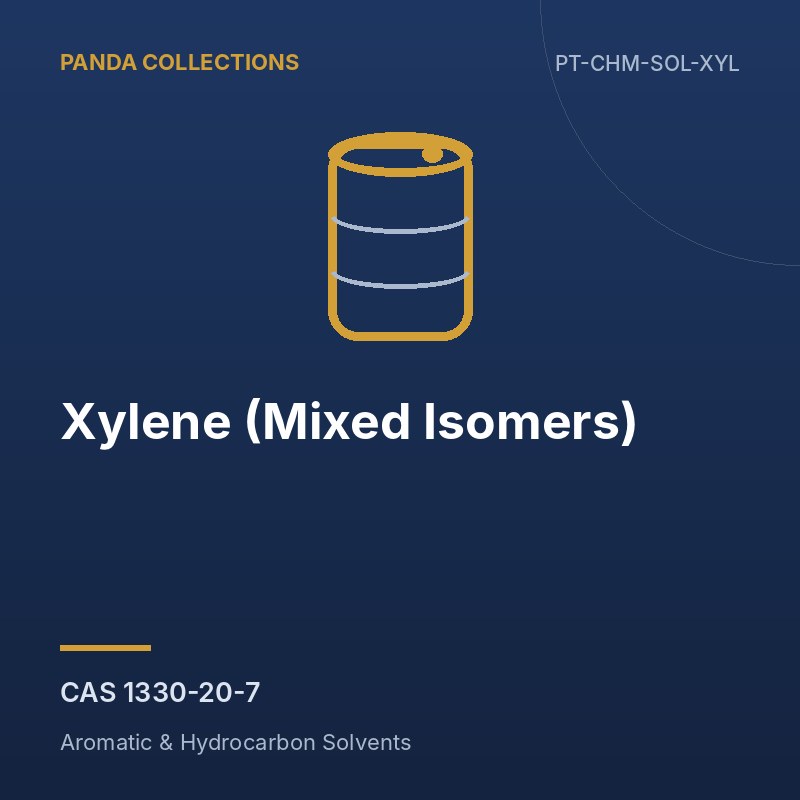 PANDA COLLECTIONS
PT-CHM-SOL-XYL
Xylene (Mixed Isomers)
CAS 1330-20-7
Aromatic & Hydrocarbon Solvents